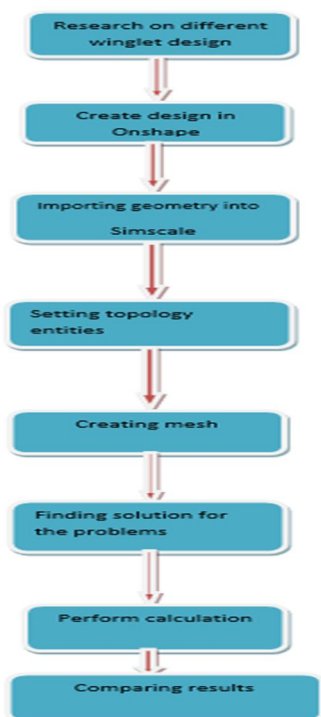 Research on different
winglet design
Create design in
Onshape
Importing geometry into
Simscale
Setting topology
entities
Creating mesh
Finding solution for
the problems
Perform calculation
Comparing results